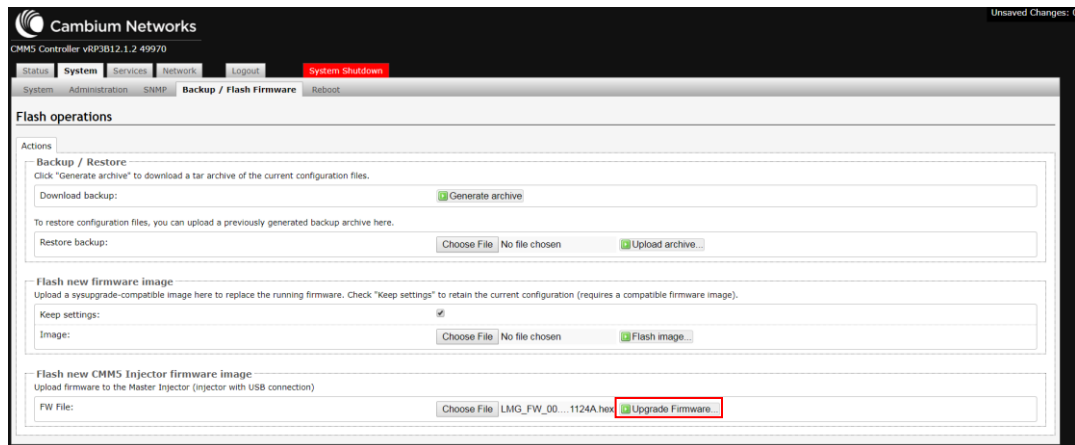 Unsaved Changes:
Cambium Networks
CMM5 Controller vRP3B12.1.2 49970
Status System Services Network Logout System Shutdown
System Administration SNMP Backup / Flash Firmware Reboot
Flash operations
Actions
Backup / Restore
Click "Generate archive" to download a tar archive of the current configuration files.
Download backup: Generate archive
To restore configuration files, you can upload a previously generated backup archive here.
Restore backup: Choose File No file chosen Upload archive...
Flash new firmware image
Upload a sysupgrade-compatible image here to replace the running firmware. Check "Keep settings" to retain the current configuration (requires a compatible firmware image).
Keep settings:
Image: Choose File No file chosen Flash image...
Flash new CMM5 Injector firmware image
Upload firmware to the Master Injector (injector with USB connection)
FW File: Choose File LMG_FW_00....1124A.hex Upgrade Firmware...